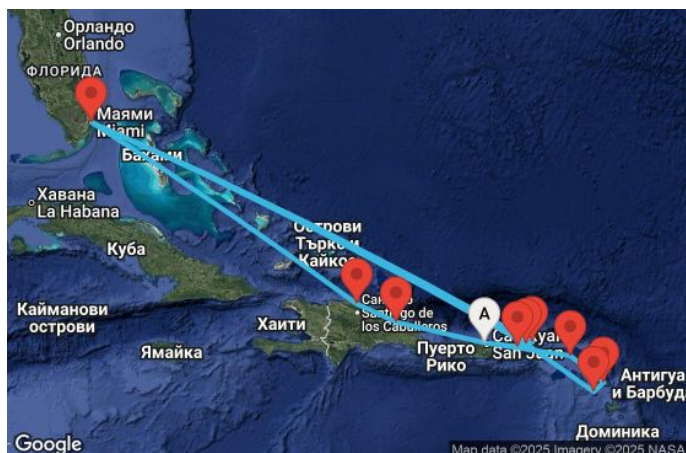 Орландо
Orlando
ФЛОРИДА
Маями
Miami
Бахами
Хавана
La Habana
Куба
Острови
Търкс и
Кайкос
Кайманови
острови
Ямайка
Хаити
Santiago de
los Caballeros
A
Пуерто
Рико
San Juan
Антигуа
и Барбуда
Доминика
Google
Map data ©2025 Imagery ©2025 NASA